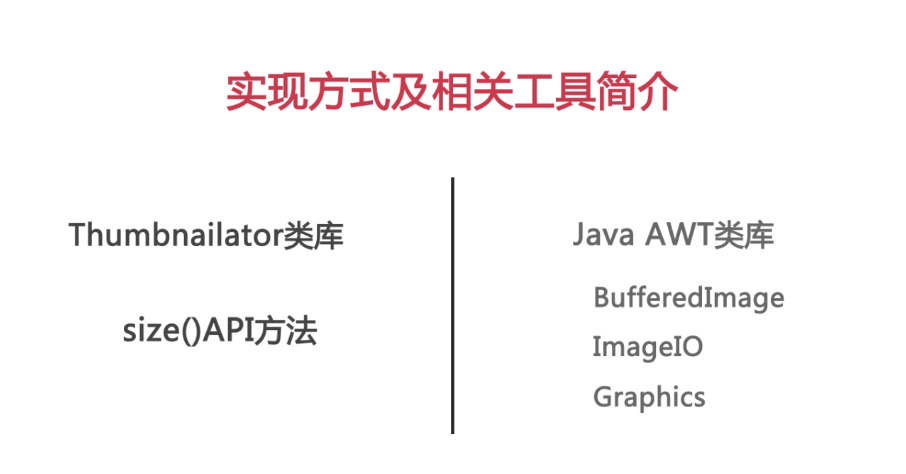 实现方式及相关工具简介
Thumbnailator类库
size()API方法
Java AWT类库
BufferedImage
ImageIO
Graphics